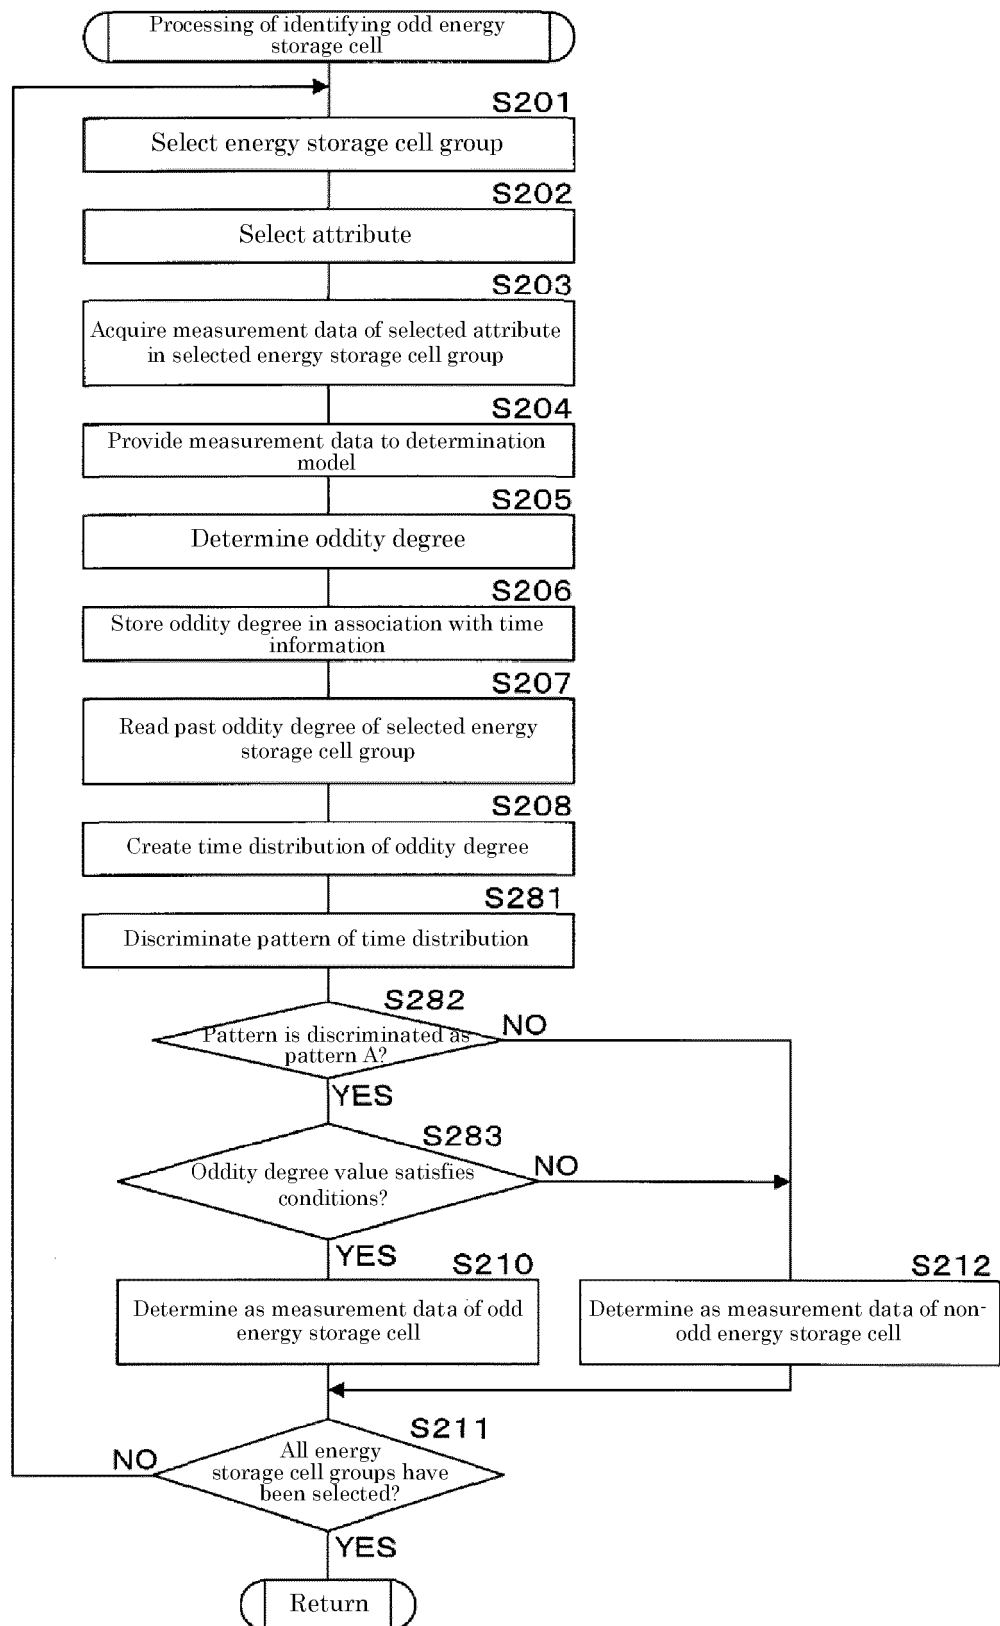 Processing of identifying odd energy
storage cell
S201
Select energy storage cell group
S202
Select attribute
S203
Acquire measurement data of selected attribute
in selected energy storage cell group
S204
Provide measurement data to determination
model
S205
Determine oddity degree
S206
Store oddity degree in association with time
information
S207
Read past oddity degree of selected energy
storage cell group
S208
Create time distribution of oddity degree
S281
Discriminate pattern of time distribution
S282
Pattern is discriminated as
pattern A?
NO
YES
S283
Oddity degree value satisfies
conditions?
NO
YES
S210
Determine as measurement data of odd
energy storage cell
S212
Determine as measurement data of non-
odd energy storage cell
S211
All energy
storage cell groups have
been selected?
NO
YES
Return